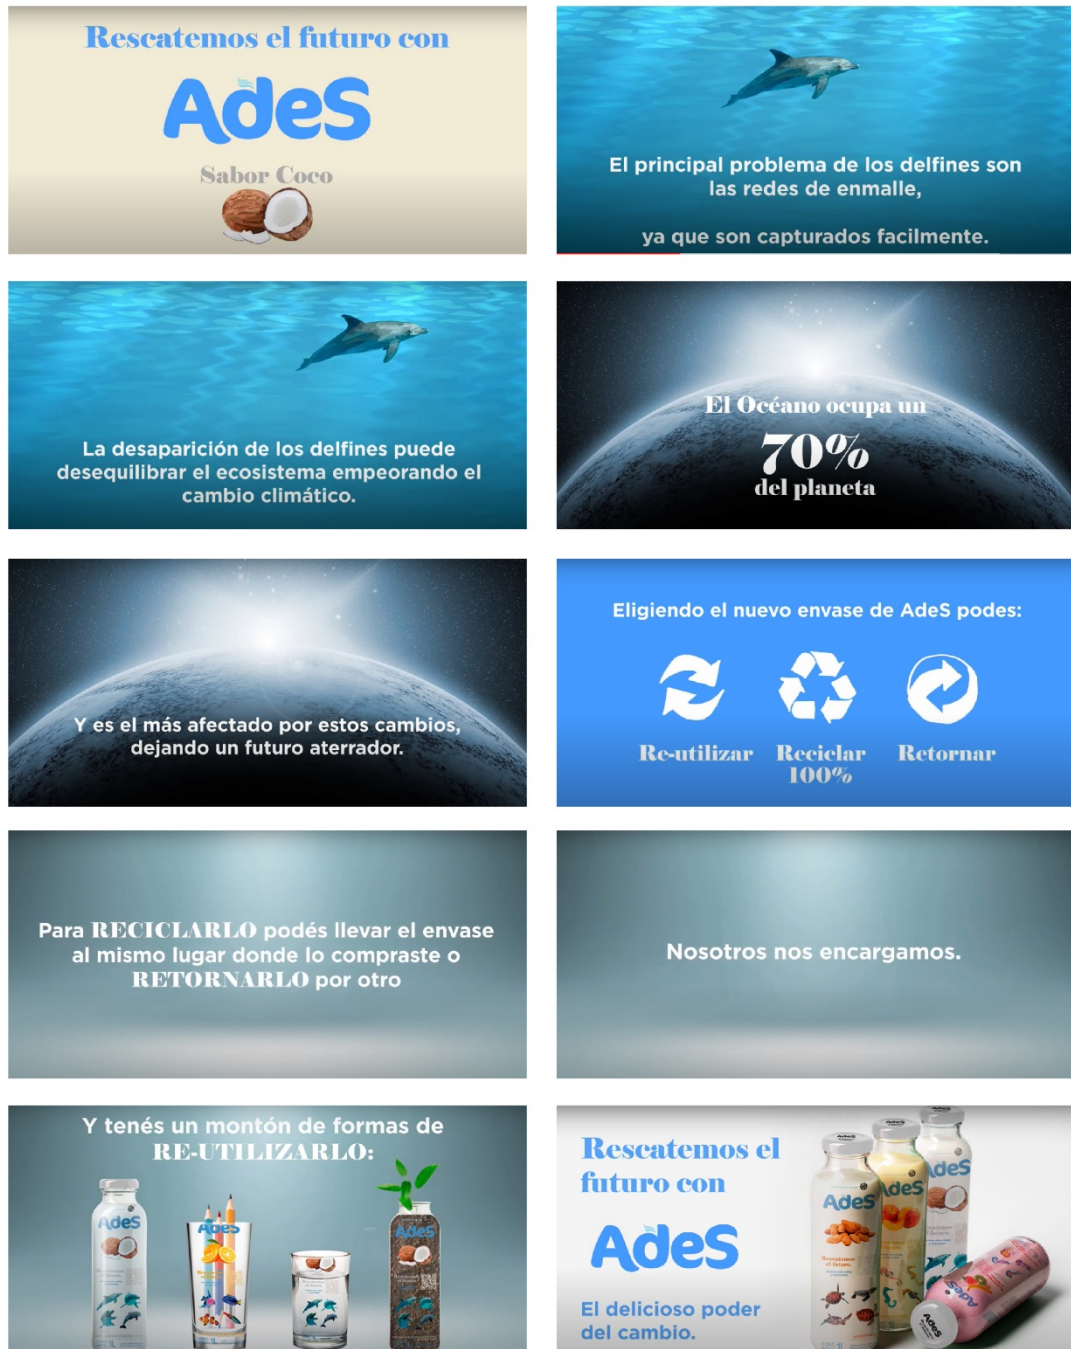 Rescatemos el futuro con
AdeS
Sabor Coco
El principal problema de los delfines son
las redes de enmalle,
ya que son capturados facilmente.
La desaparición de los delfines puede
desequilibrar el ecosistema empeorando el
cambio climático.
El Océano ocupa un
70%
del planeta
Y es el más afectado por estos cambios,
dejando un futuro aterrador.
Eligiendo el nuevo envase de AdeS podes:
Re-utilizar
Reciclar
100%
Retornar
Para RECICLARLO podés llevar el envase
al mismo lugar donde lo compraste o
RETORNARLO por otro
Nosotros nos encargamos.
Y tenés un montón de formas de
RE-UTILIZARLO:
AdeS
AdeS
AdeS
Rescatemos el
futuro con
AdeS
El delicioso poder
del cambio.
AdeS
Rescatemos
el futuro.
AdeS
AdeS
AdeS
AdeS